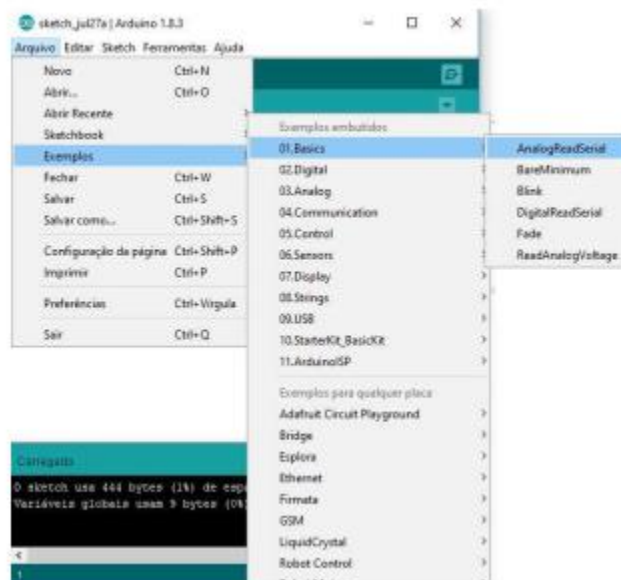 sketch_jul27a | Arduino 1.8.3
Arquivo Editar Sketch Ferramentas Ajuda
Novo Ctrl+N
Abrir... Ctrl+O
Abrir Recente
Sketchbook
Exemplos
Fechar Ctrl+W
Salvar Ctrl+S
Salvar como... Ctrl+Shift+S
Configuração da página Ctrl+Shift+P
Imprimir Ctrl+P
Preferências Ctrl+Vírgula
Sair Ctrl+Q
Exemplos embutidos
01.Basics
02.Digital
03.Analog
04.Communication
05.Control
06.Sensors
07.Display
08.Strings
09.USB
10.StarterKit_BasicKit
11.ArduinoISP
Exemplos para qualquer placa
Adafruit Circuit Playground
Bridge
Esplora
Ethernet
Firmata
GSM
LiquidCrystal
Robot Control
AnalogReadSerial
BareMinimum
Blink
DigitalReadSerial
Fade
ReadAnalogVoltage
Carregado
O sketch usa 444 bytes (1%) de
Variáveis globais usam 9 bytes (0%)
1